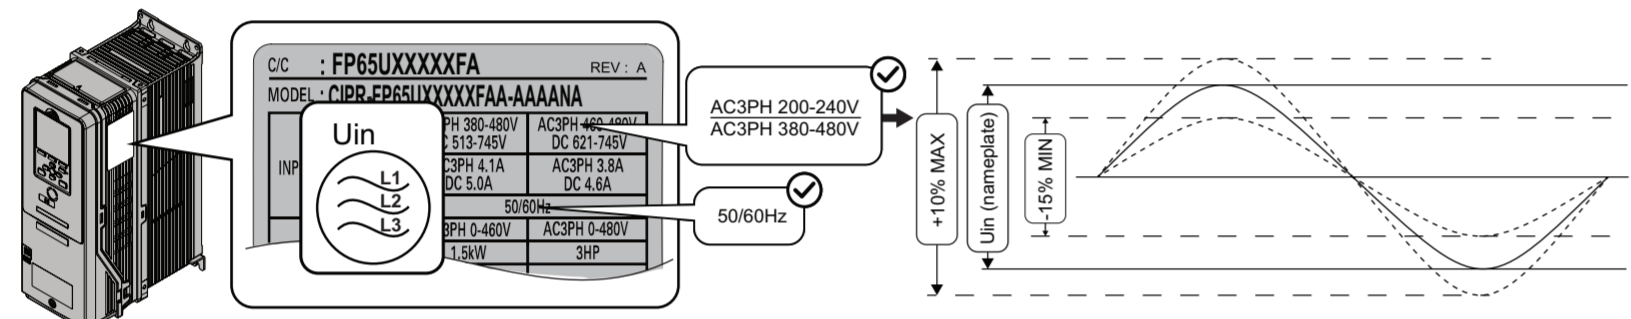 C/C : FP65UXXXXXFA REV : A
MODEL : CIPR-FP65UXXXXXFAA-AAAANA
PH 380-480V AC3PH 460-480V
513-745V DC 621-745V
INP
C3PH 4.1A AC3PH 3.8A
DC 5.0A DC 4.6A
50/60Hz
3PH 0-460V AC3PH 0-480V
1.5kW 3HP
Uin
L1
L2
L3
AC3PH 200-240V
AC3PH 380-480V
50/60Hz
+10% MAX
Uin (nameplate)
-15% MIN